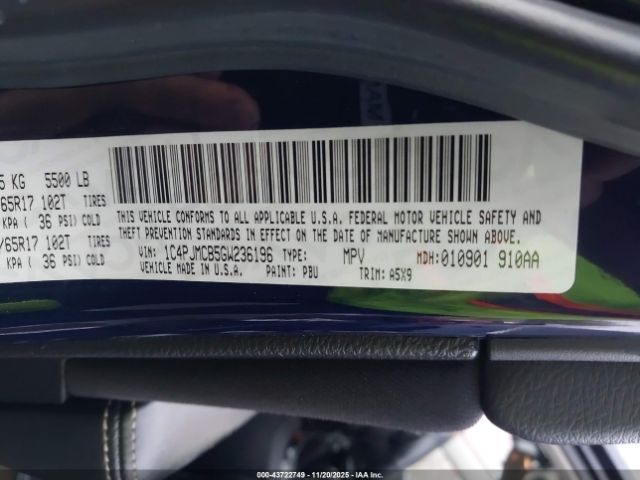 5 KG 5500 LB
65R17 102T TIRES
KPA ( 36 PSI) COLD
/65R17 102T TIRES
KPA ( 36 PSI) COLD
THIS VEHICLE CONFORMS TO ALL APPLICABLE U.S.A. FEDERAL MOTOR VEHICLE SAFETY AND
THEFT PREVENTION STANDARDS IN EFFECT ON THE DATE OF MANUFACTURE SHOWN ABOVE.
VIN: 1C4PJMCB5GW236196 TYPE: MPV MDH:010901 910AA
VEHICLE MADE IN U.S.A. PAINT: PBU TRIM: A5X9
000-43722749 - 11/20/2025 - IAAI.com